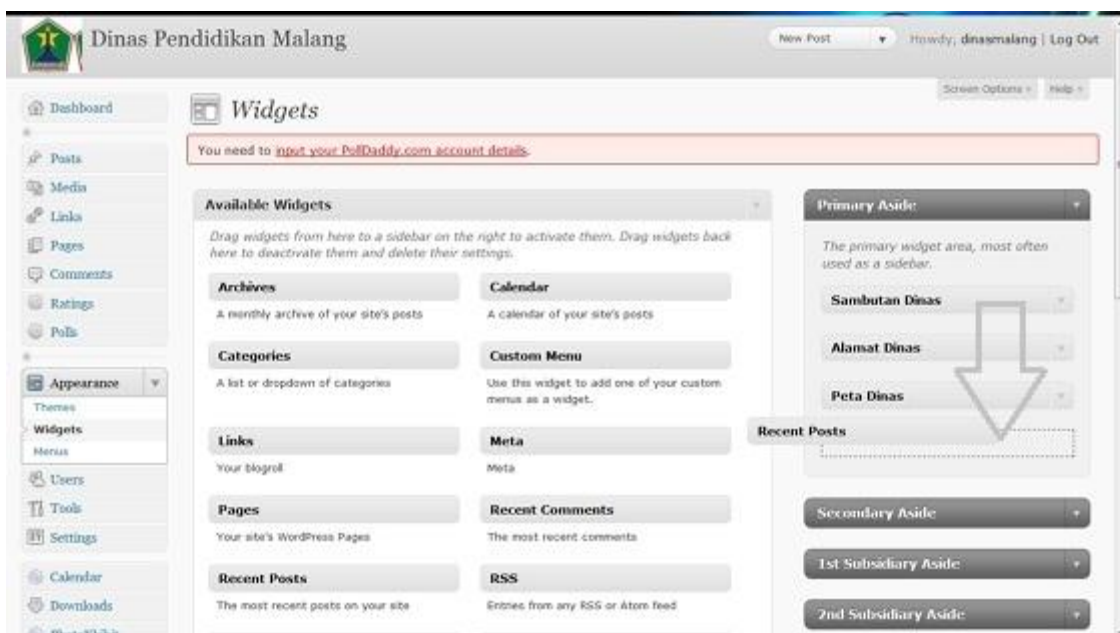 Dinas Pendidikan Malang
New Post
Howdy, dinasmalang | Log Out
Screen Options
Help
Dashboard
Posts
Media
Links
Pages
Comments
Ratings
Polls
Appearance
Themes
Widgets
Menus
Users
Tools
Settings
Calendar
Downloads
Widgets
You need to input your PollDaddy.com account details.
Available Widgets
Drag widgets from here to a sidebar on the right to activate them. Drag widgets back
here to deactivate them and delete their settings.
Archives
A monthly archive of your site's posts
Calendar
A calendar of your site's posts
Categories
A list or dropdown of categories
Custom Menu
Use this widget to add one of your custom
menus as a widget.
Links
Your blogroll
Meta
Meta
Pages
Your site's WordPress Pages
Recent Comments
The most recent comments
Recent Posts
The most recent posts on your site
RSS
Entries from any RSS or Atom feed
Primary Aside
The primary widget area, most often
used as a sidebar.
Sambutan Dinas
Alamat Dinas
Peta Dinas
Recent Posts
Secondary Aside
1st Subsidiary Aside
2nd Subsidiary Aside